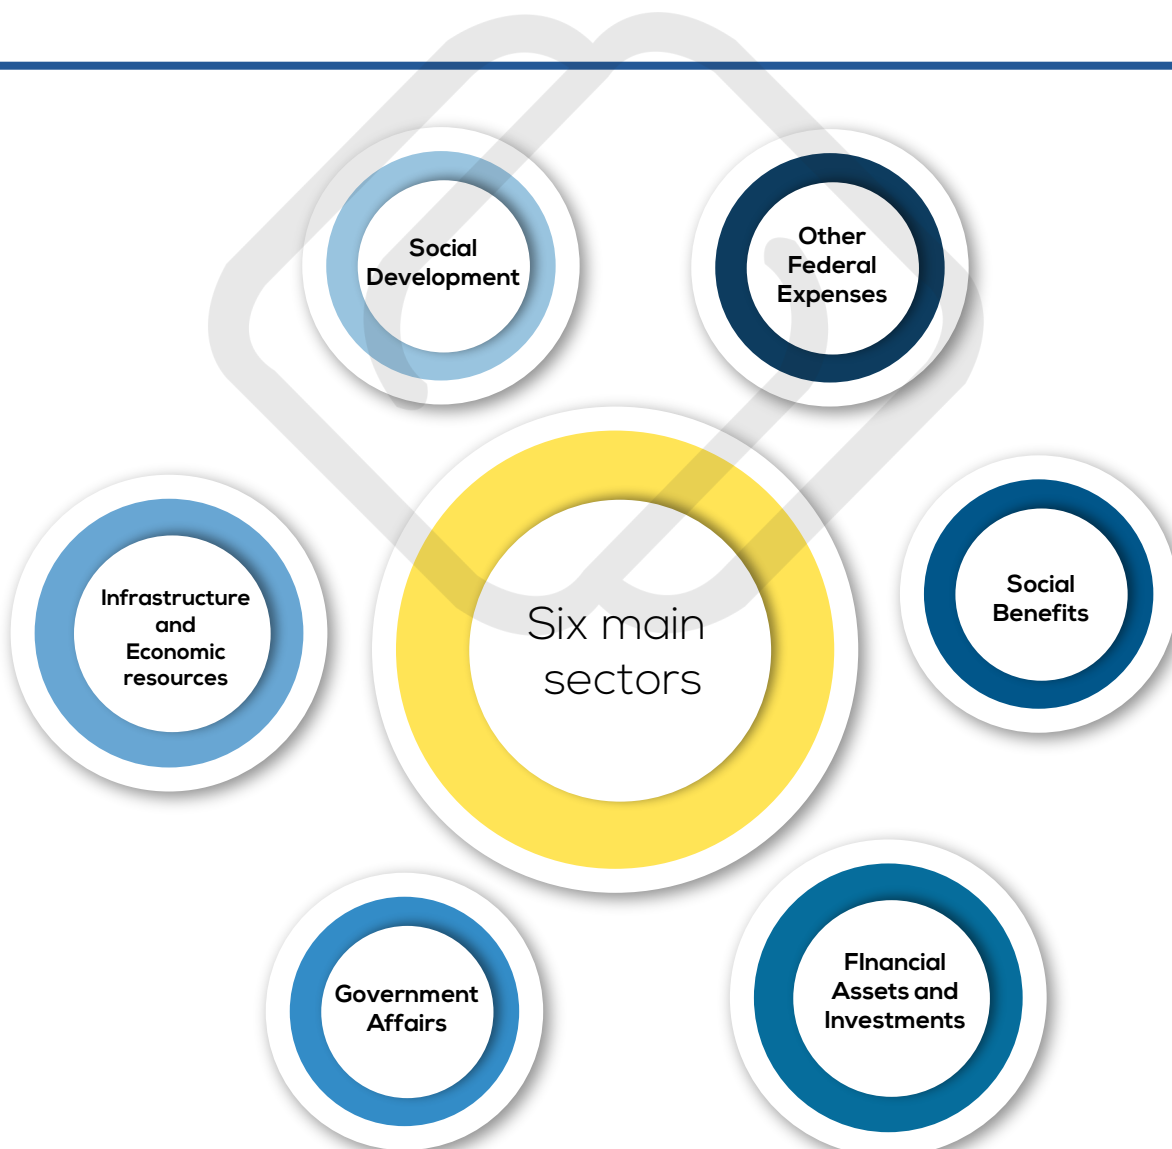 Social
Development
Other
Federal
Expenses
Infrastructure
and
Economic
resources
Six main
sectors
Social
Benefits
Government
Affairs
FInancial
Assets and
Investments